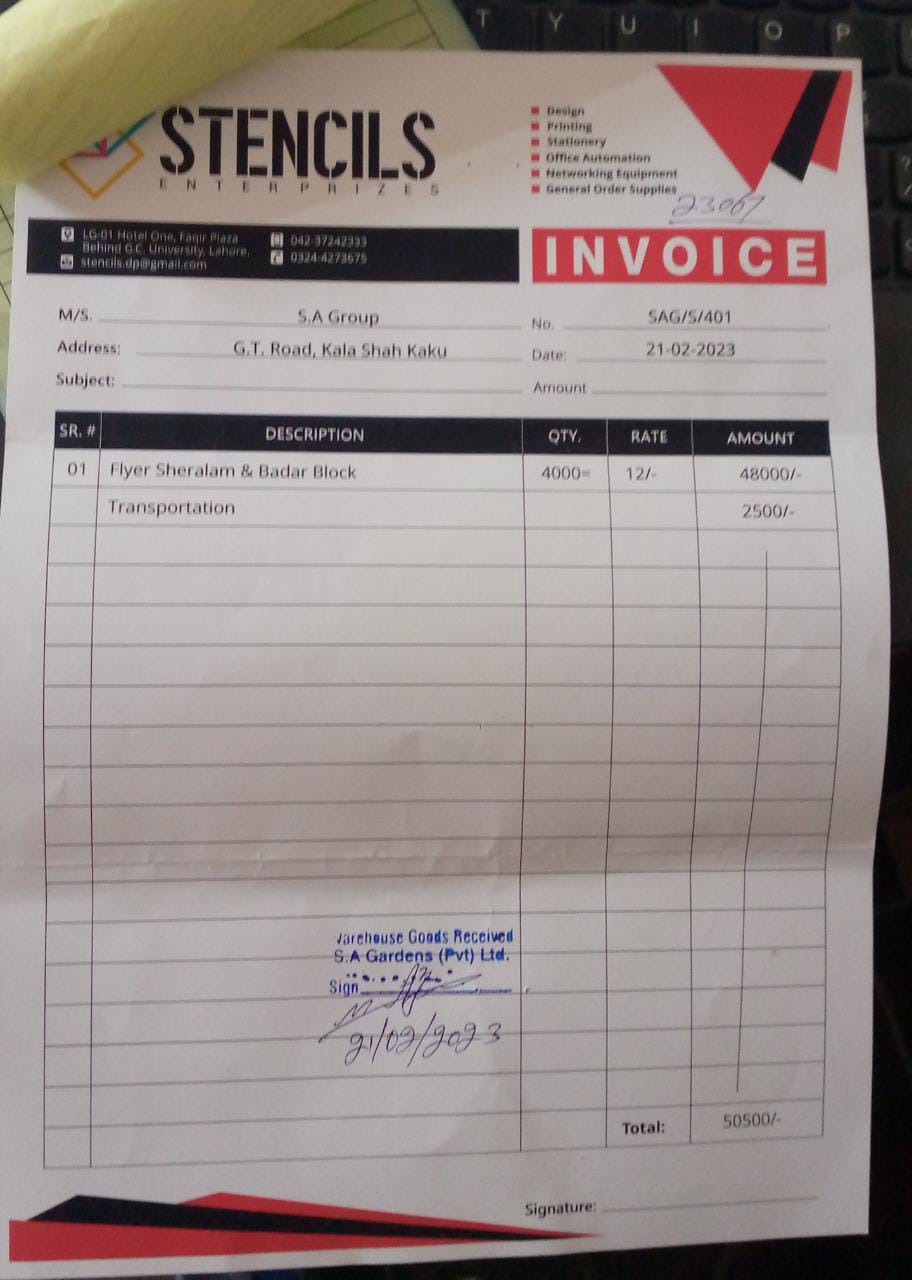 T Y U I O P
STENCILS
ENTERPRIZES
Design
Printing
Stationery
Office Automation
Networking Equipment
General Order Supplies
23067
LG-01 Hotel One, Faqir Plaza
Behind G.C. University, Lahore.
stencils.dp@gmail.com
042-37242333
0324-4273675
INVOICE
M/S. S.A Group
No. SAG/S/401
Address: G.T. Road, Kala Shah Kaku
Date: 21-02-2023
Subject:
Amount
SR. # DESCRIPTION QTY. RATE AMOUNT
01 Flyer Sheralam & Badar Block 4000= 12/- 48000/-
Transportation 2500/-
Warehouse Goods Received
S.A Gardens (Pvt) Ltd.
Sign
21/02/2023
Total: 50500/-
Signature: